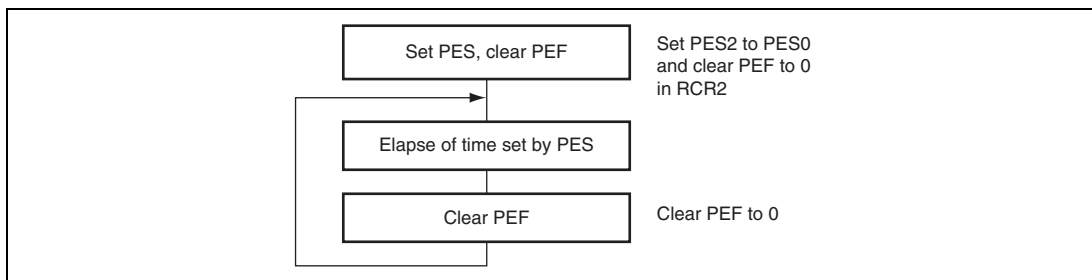 Set PES, clear PEF
Set PES2 to PES0
and clear PEF to 0
in RCR2
Elapse of time set by PES
Clear PEF
Clear PEF to 0